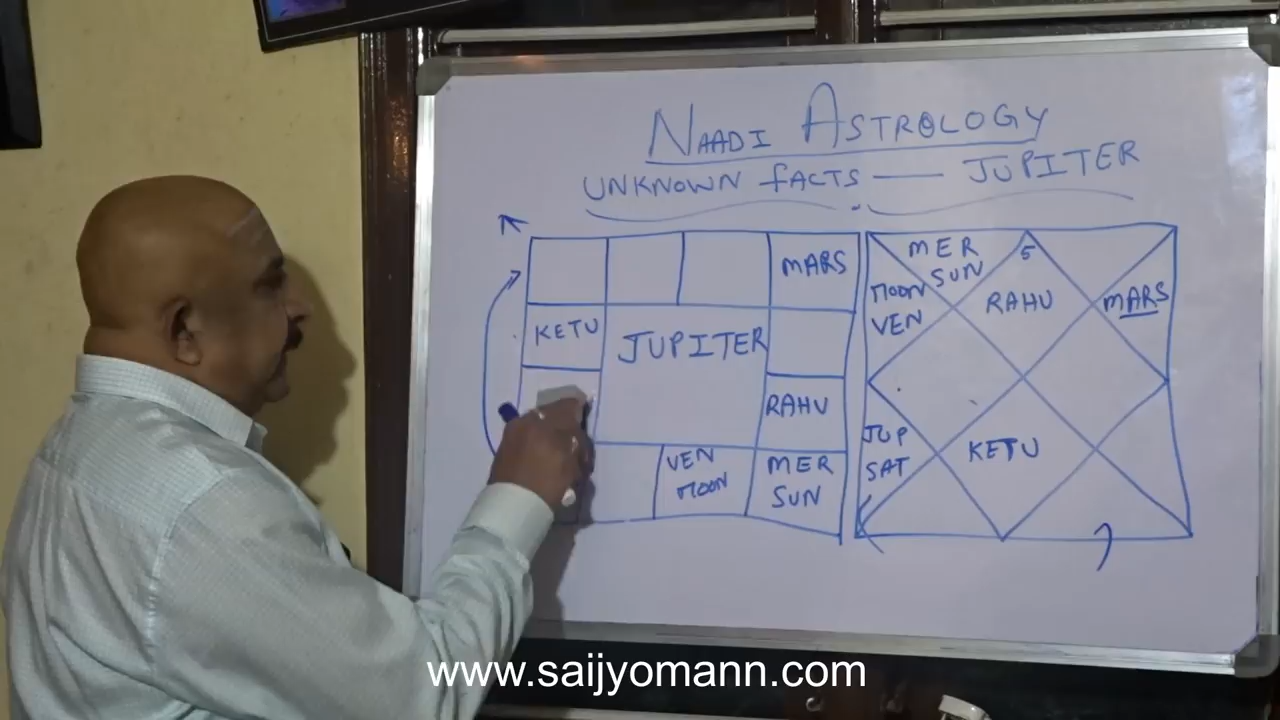 NAADI ASTROLOGY
UNKNOWN FACTS — JUPITER
MARS
KETU
JUPITER
RAHU
VEN
MOON
MER
SUN
MER
SUN
5
MOON
VEN
RAHU
MARS
JUP
SAT
KETU
www.saijyomann.com